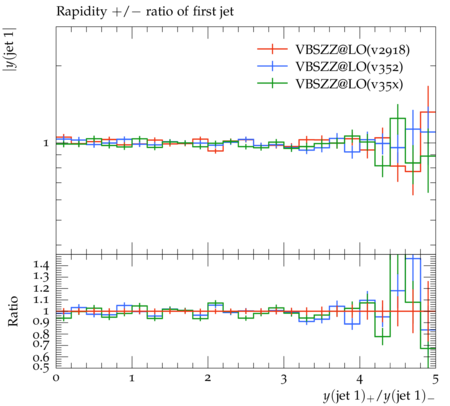 Rapidity +/− ratio of first jet
|y(jet 1)|
VBSZZ@LO(v2918)
VBSZZ@LO(v352)
VBSZZ@LO(v35x)
1
Ratio
1.4
1.3
1.2
1.1
1
0.9
0.8
0.7
0.6
0.5
0 1 2 3 4 5
y(jet 1)₊/y(jet 1)₋